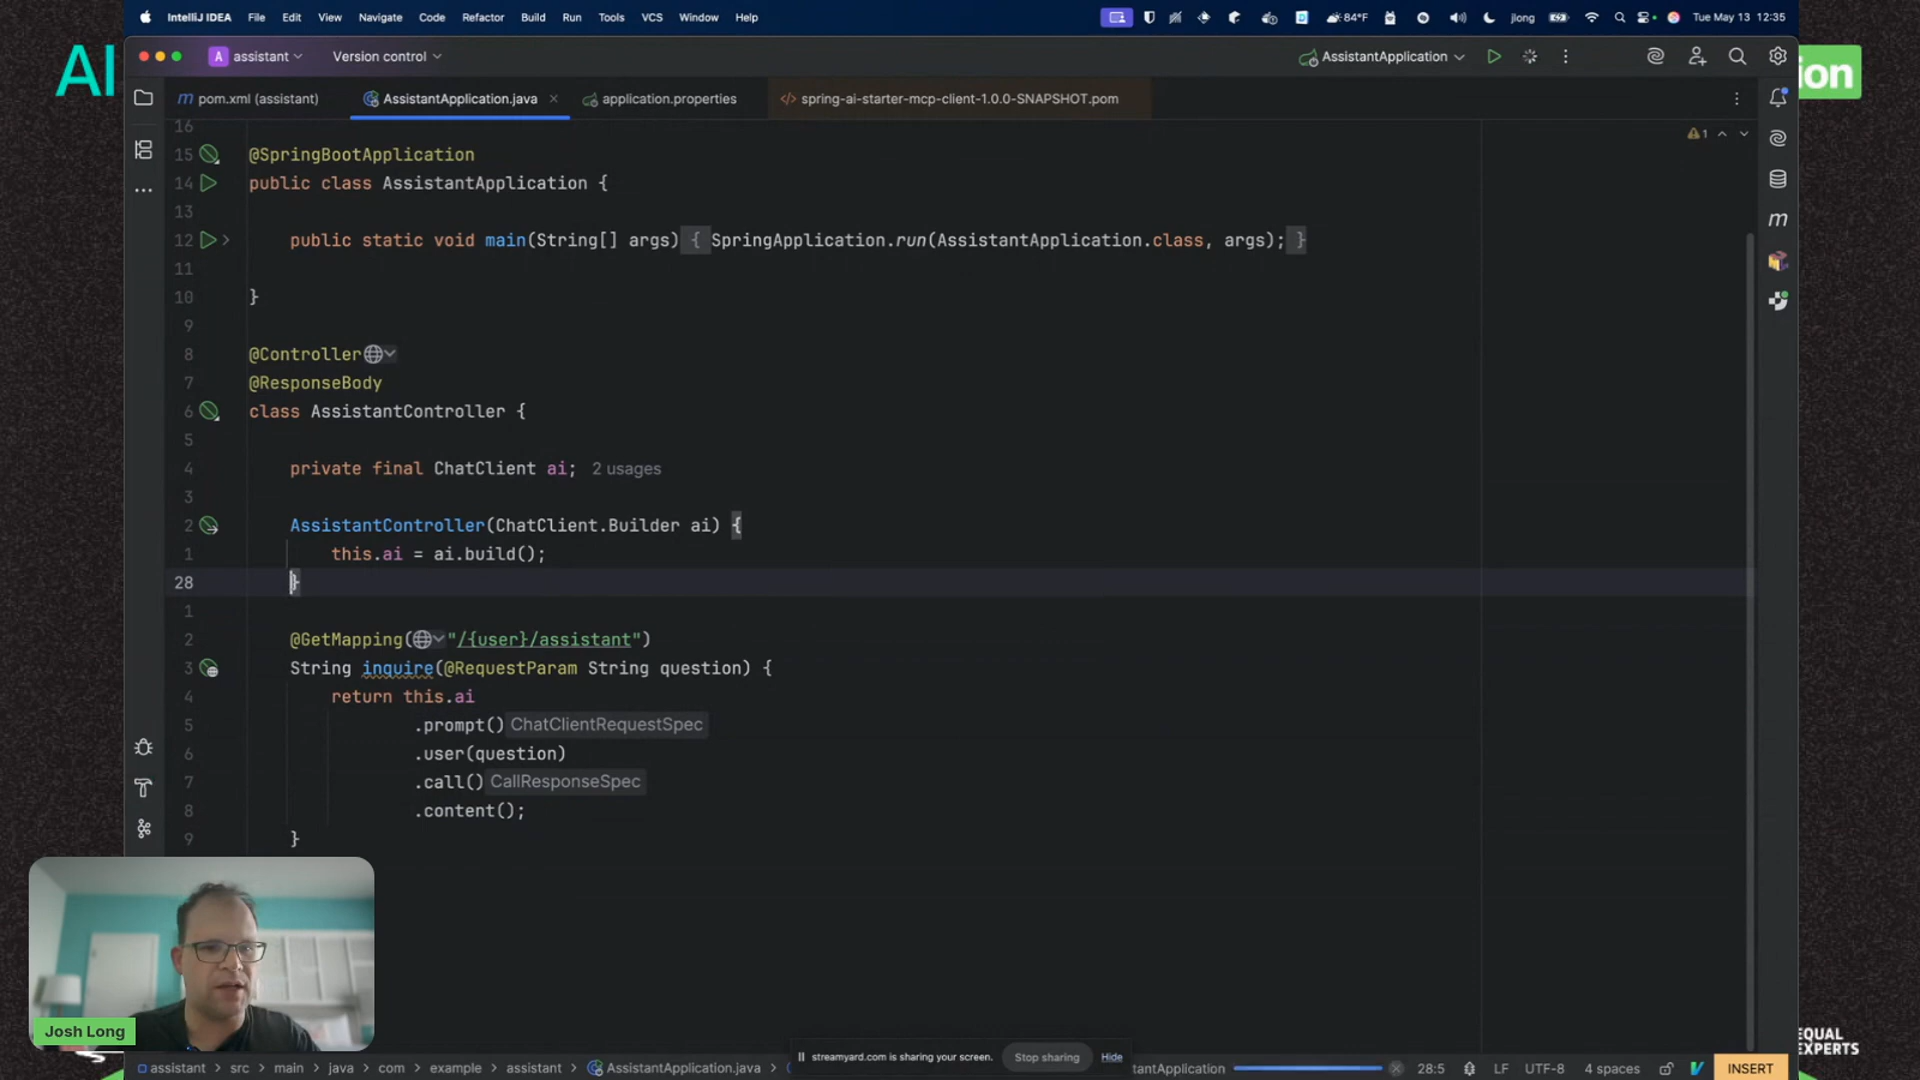 IntelliJ IDEA File Edit View Navigate Code Refactor Build Run Tools VCS Window Help 84°F jlong Tue May 13 12:35
AI
ion
A assistant Version control AssistantApplication
m pom.xml (assistant) AssistantApplication.java application.properties </> spring-ai-starter-mcp-client-1.0.0-SNAPSHOT.pom
16
1
15 @SpringBootApplication
14 public class AssistantApplication {
13
12 public static void main(String[] args) { SpringApplication.run(AssistantApplication.class, args); }
11
10 }
9
8 @Controller
7 @ResponseBody
6 class AssistantController {
5
4 private final ChatClient ai; 2 usages
3
2 AssistantController(ChatClient.Builder ai) {
1 this.ai = ai.build();
28 }
1
2 @GetMapping("/{user}/assistant")
3 String inquire(@RequestParam String question) {
4 return this.ai
5 .prompt() ChatClientRequestSpec
6 .user(question)
7 .call() CallResponseSpec
8 .content();
9 }
Josh Long
EQUAL
EXPERTS
streamyard.com is sharing your screen. Stop sharing Hide
assistant > src > main > java > com > example > assistant > AssistantApplication.java > tantApplication 28:5 LF UTF-8 4 spaces INSERT